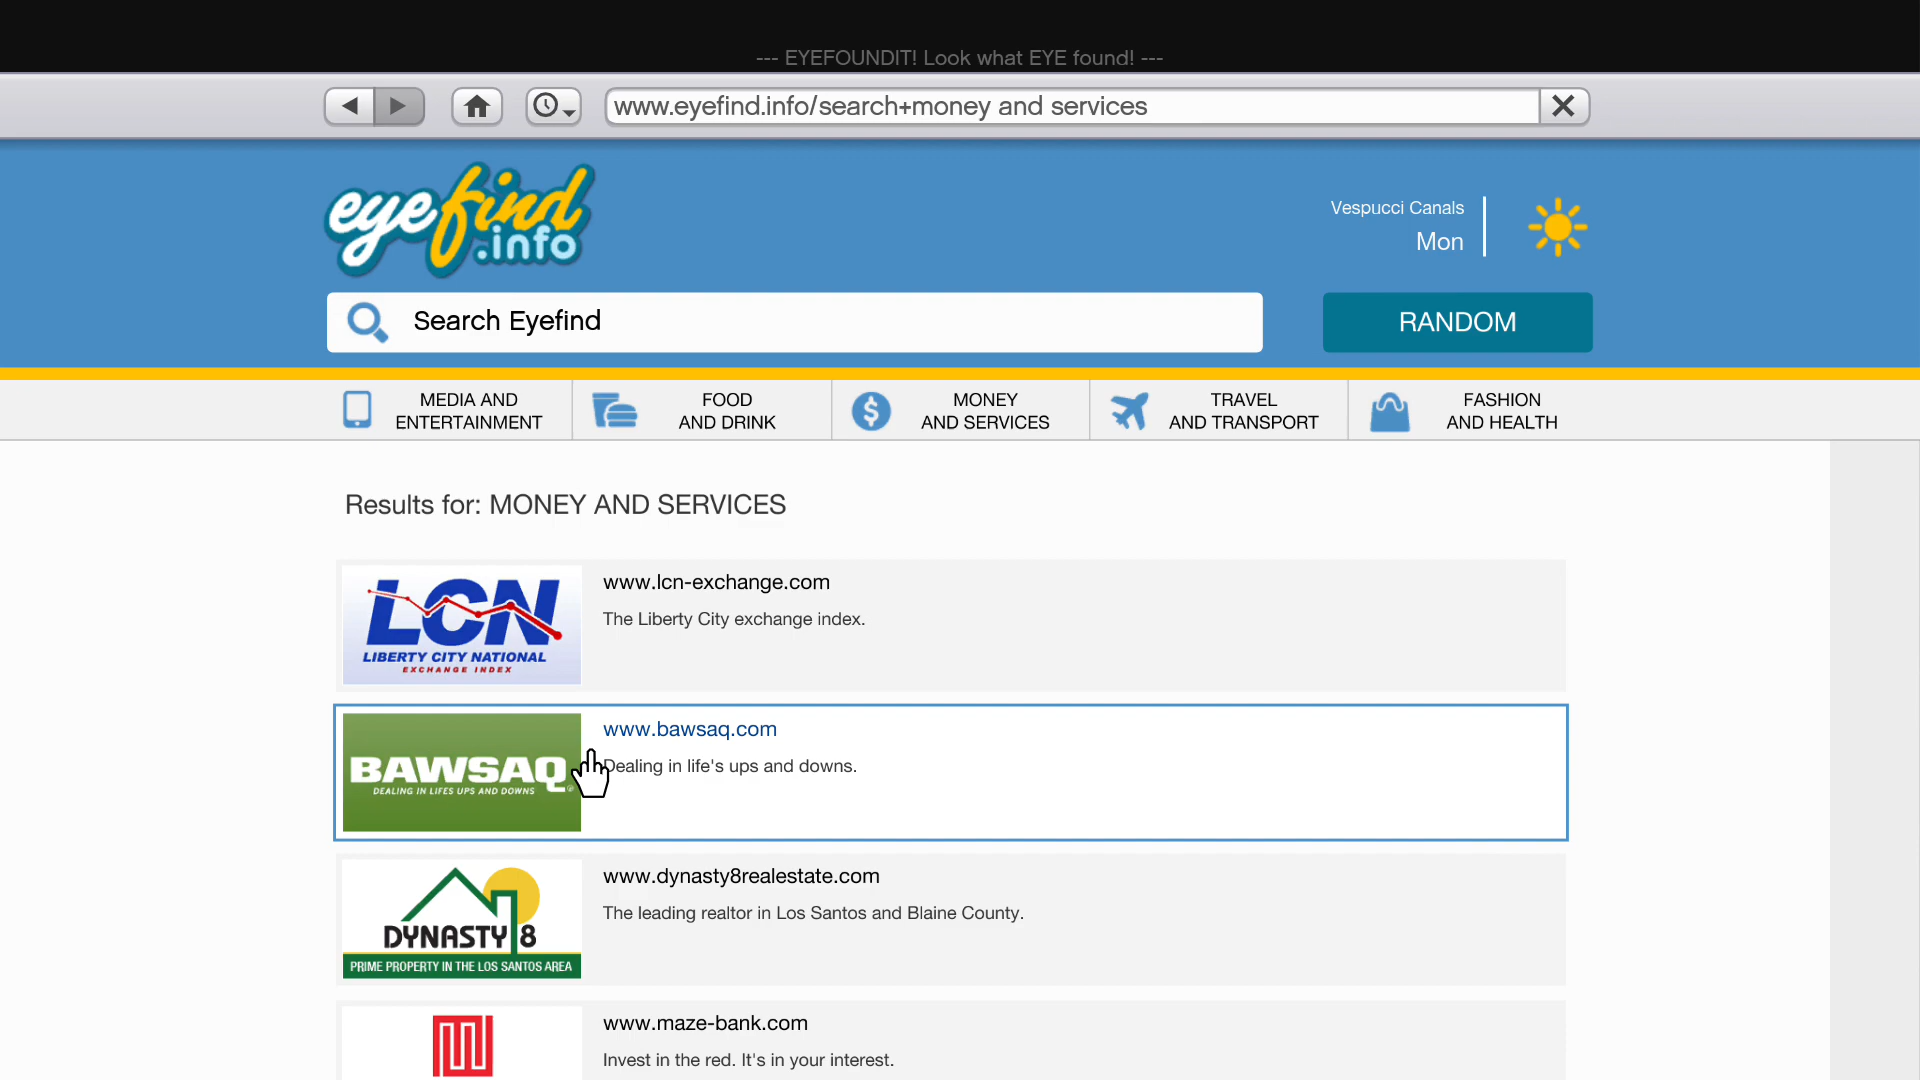 --- EYEFOUNDIT! Look what EYE found! ---
www.eyefind.info/search+money and services
eyefind
.info
Vespucci Canals
Mon
Search Eyefind
RANDOM
MEDIA AND
ENTERTAINMENT
FOOD
AND DRINK
MONEY
AND SERVICES
TRAVEL
AND TRANSPORT
FASHION
AND HEALTH
Results for: MONEY AND SERVICES
LCN
LIBERTY CITY NATIONAL
EXCHANGE INDEX
www.lcn-exchange.com
The Liberty City exchange index.
BAWSAQ
DEALING IN LIFES UPS AND DOWNS
www.bawsaq.com
Dealing in life's ups and downs.
DYNASTY 8
PRIME PROPERTY IN THE LOS SANTOS AREA
www.dynasty8realestate.com
The leading realtor in Los Santos and Blaine County.
www.maze-bank.com
Invest in the red. It's in your interest.